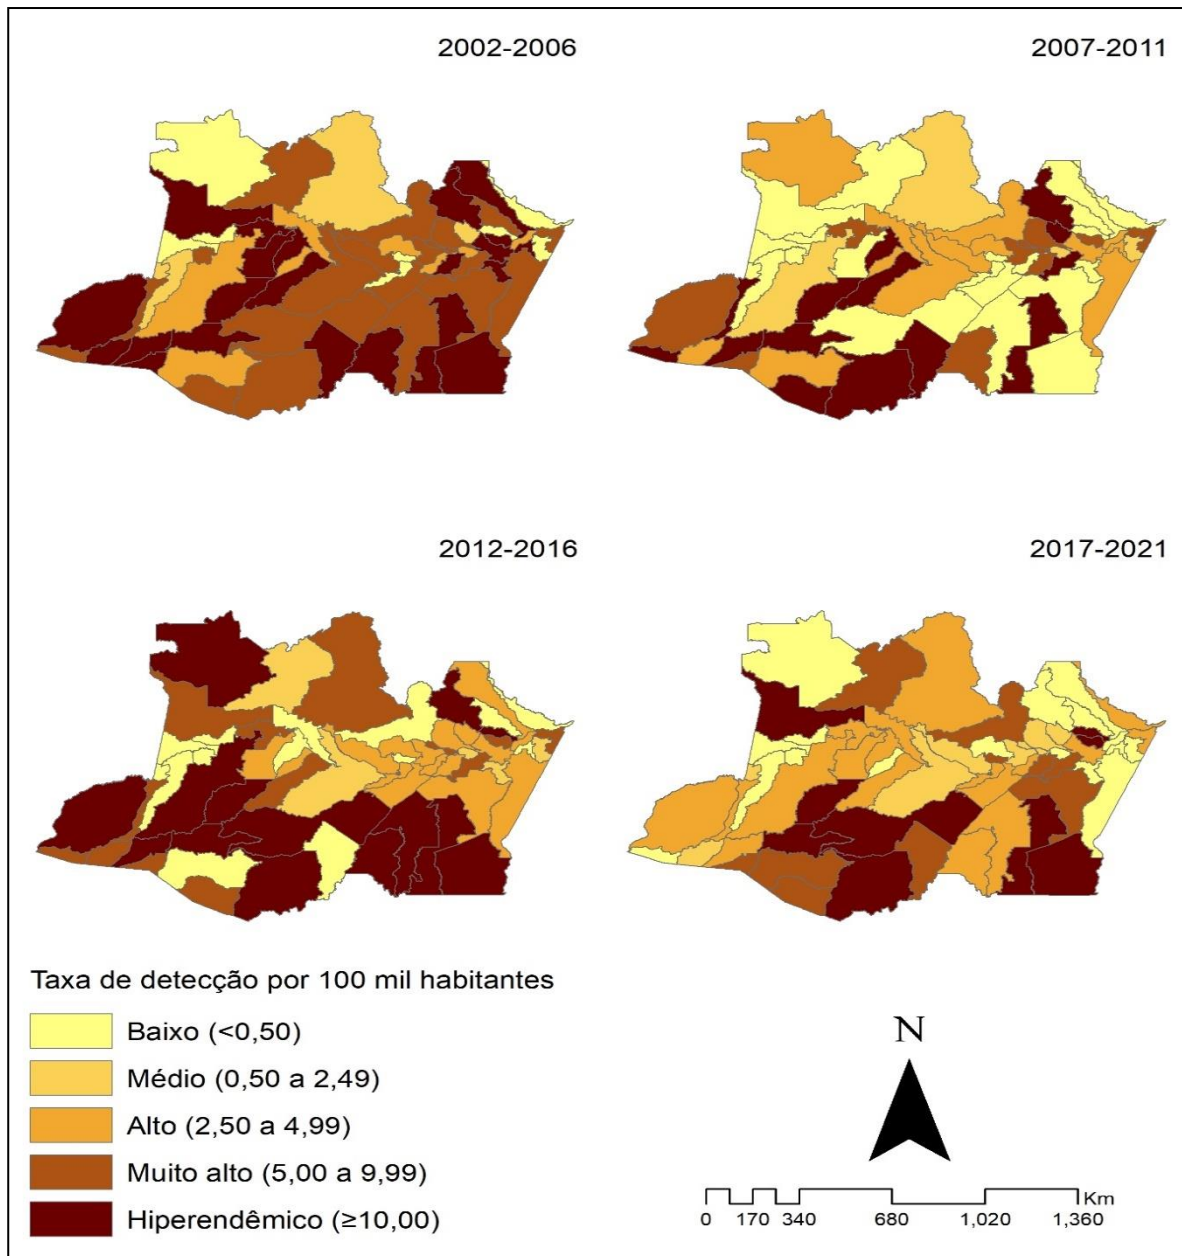 2002-2006
2007-2011
2012-2016
2017-2021
Taxa de detecção por 100 mil habitantes
Baixo (<0,50)
Médio (0,50 a 2,49)
Alto (2,50 a 4,99)
Muito alto (5,00 a 9,99)
Hiperendêmico (≥10,00)
N
Km
0 170 340 680 1,020 1,360